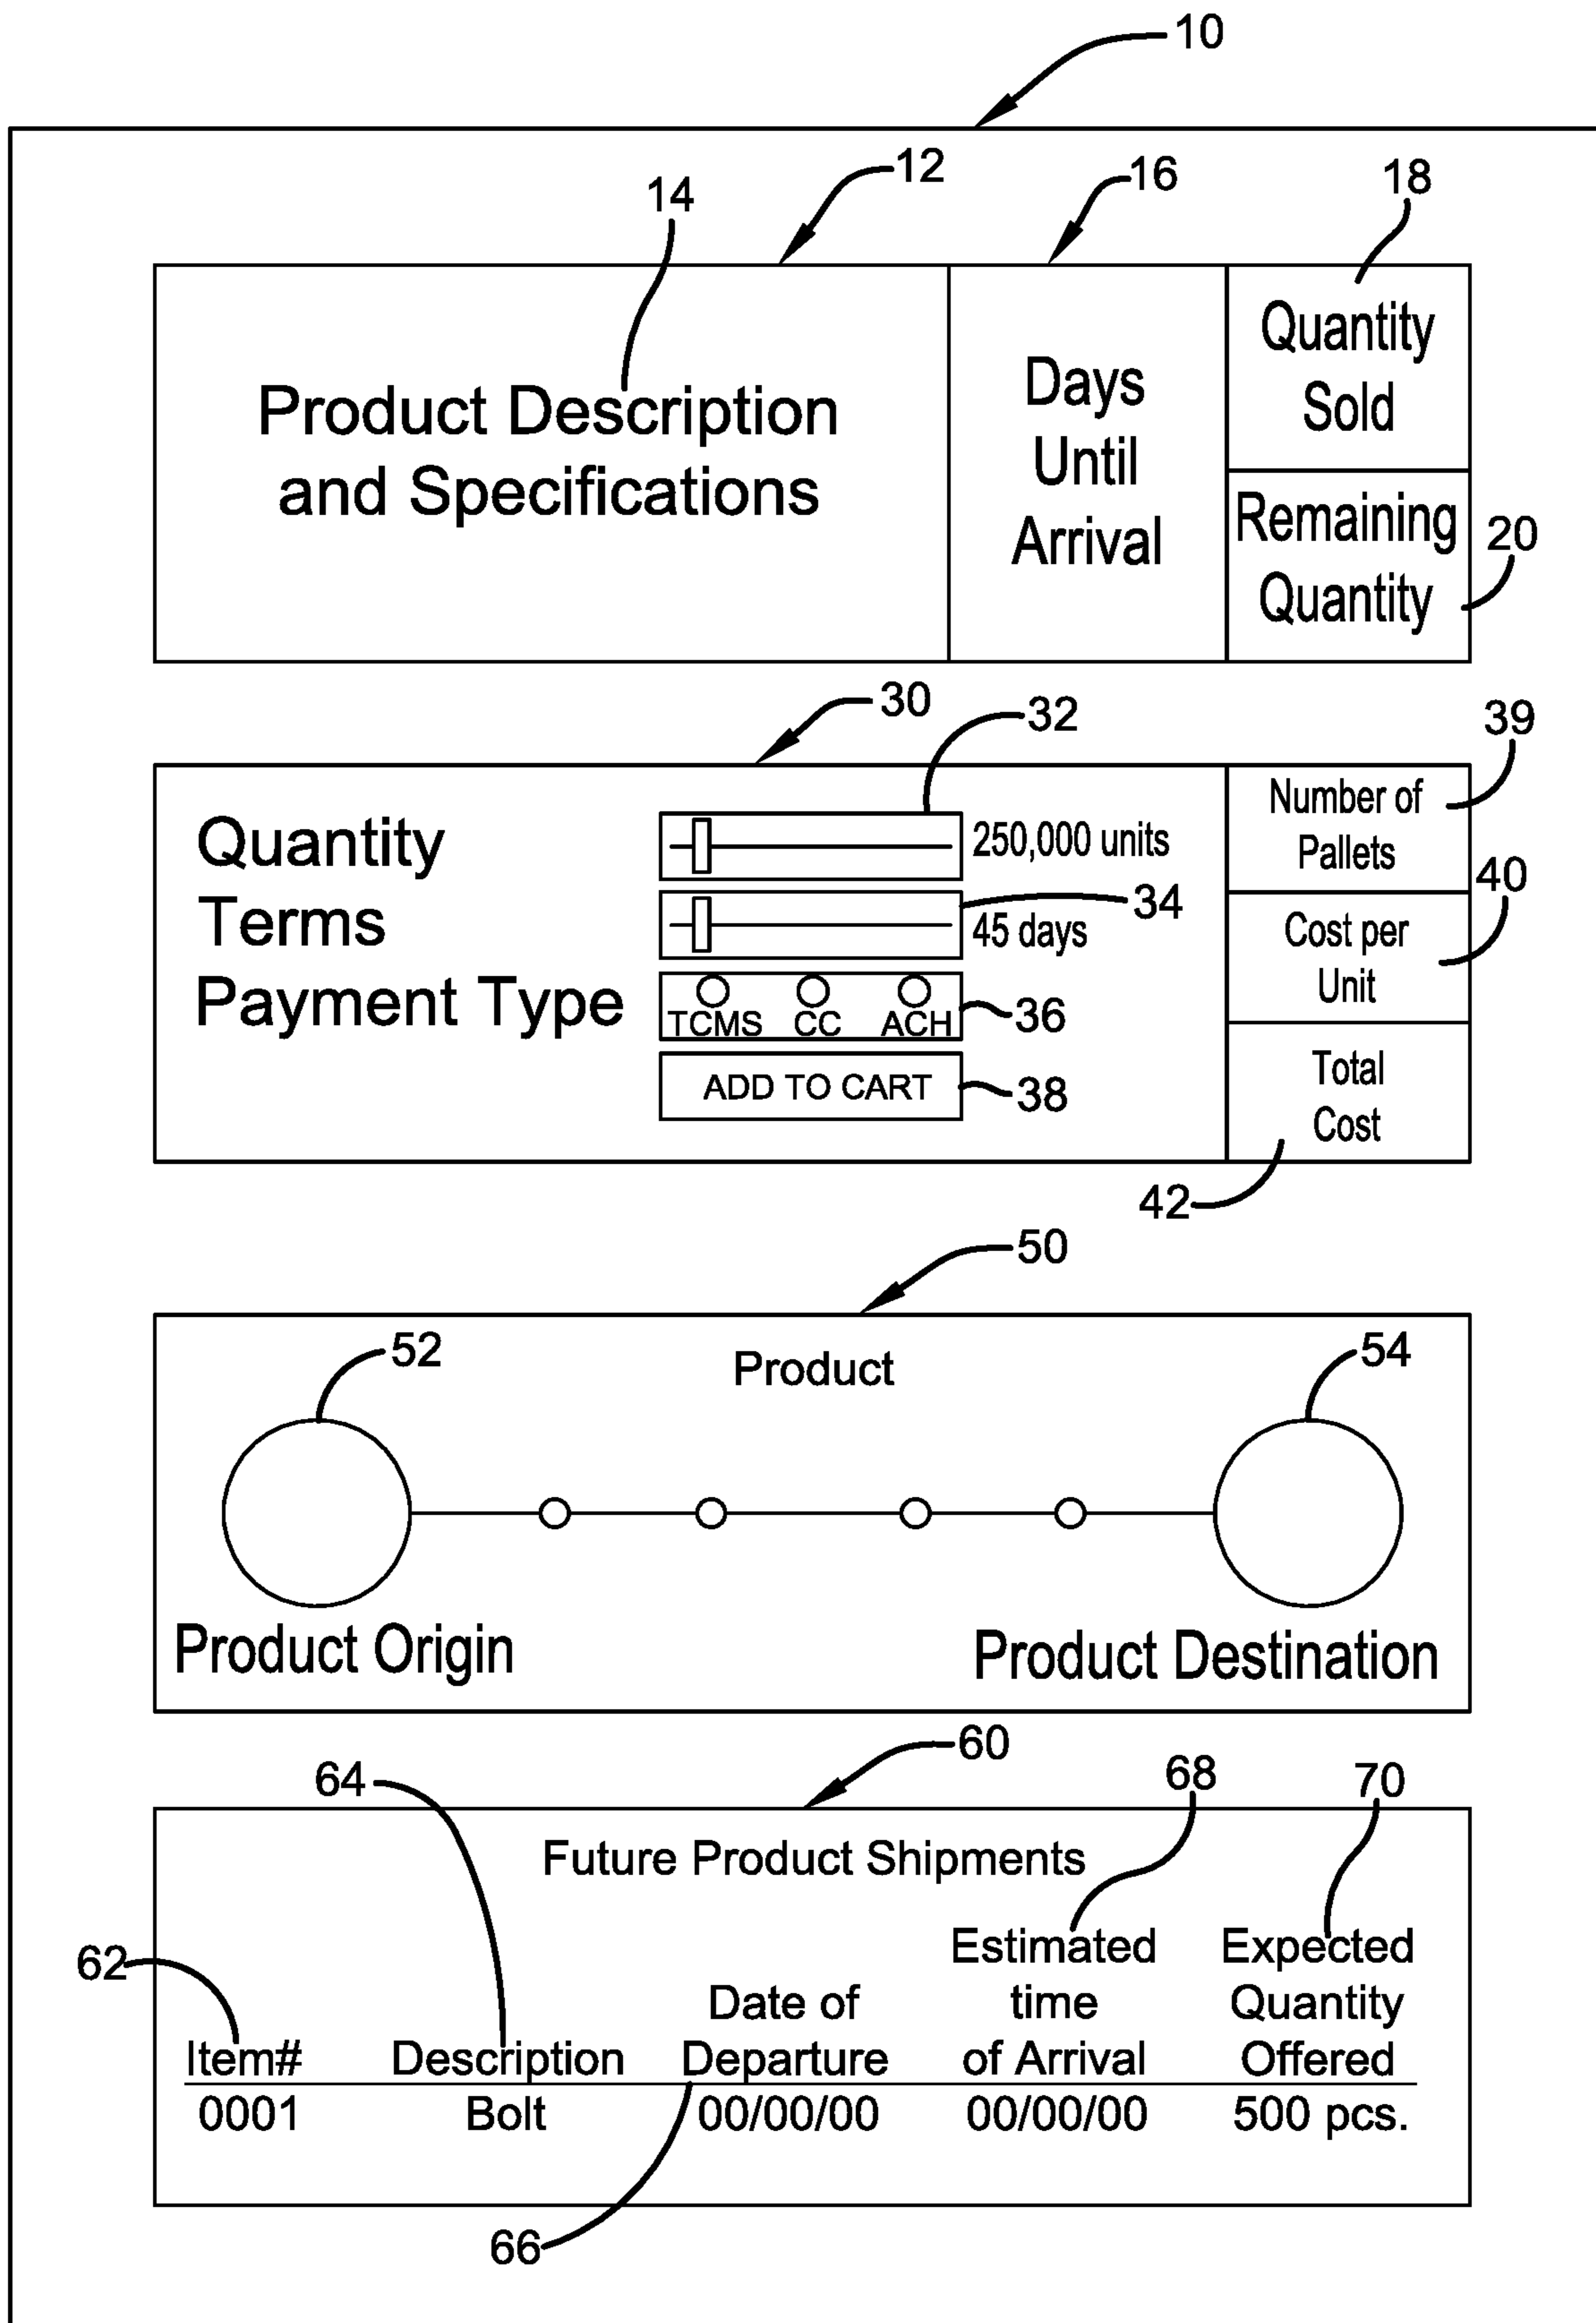 10
12
16
18
14
Product Description
and Specifications
Days
Until
Arrival
Quantity
Sold
Remaining
Quantity
20
30
32
39
Quantity
250,000 units
Terms
45 days
34
Payment Type
TCMS CC ACH
36
ADD TO CART
38
Number of
Pallets
40
Cost per
Unit
Total
Cost
42
50
52
Product
54
Product Origin
Product Destination
60
64
68
70
Future Product Shipments
62
Item#
Description
Date of
Departure
Estimated
time
of Arrival
Expected
Quantity
Offered
0001 Bolt 00/00/00 00/00/00 500 pcs.
66